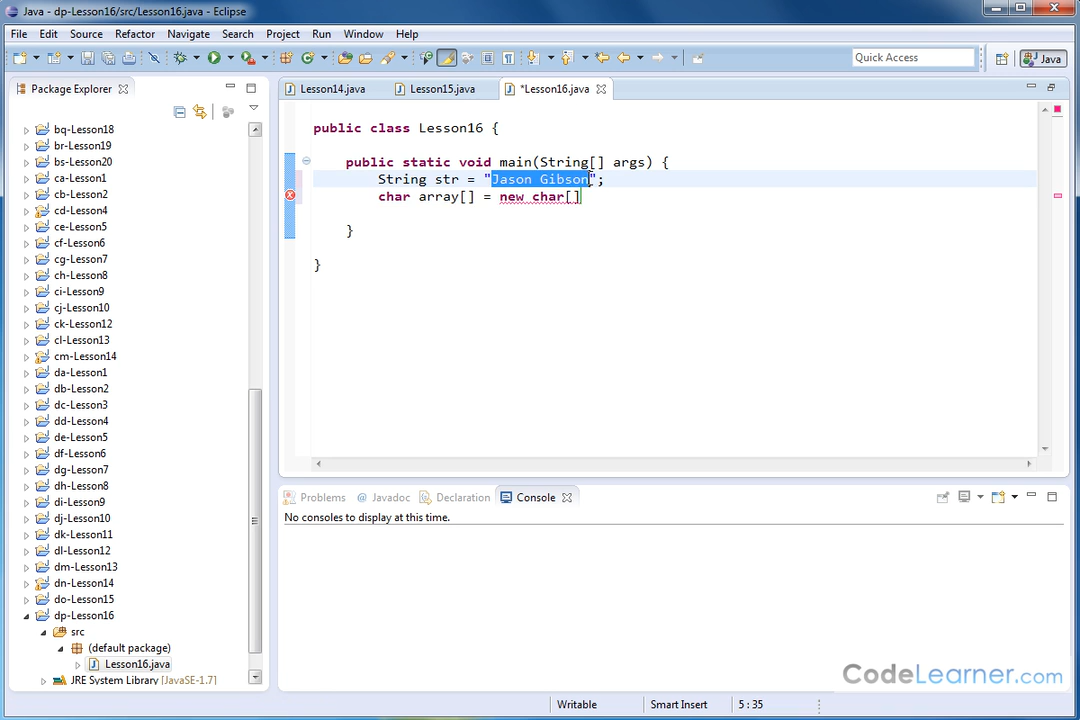 Java - dp-Lesson16/src/Lesson16.java - Eclipse
File Edit Source Refactor Navigate Search Project Run Window Help
Quick Access
Java
Package Explorer
Lesson14.java
Lesson15.java
*Lesson16.java
bq-Lesson18
br-Lesson19
bs-Lesson20
ca-Lesson1
cb-Lesson2
cd-Lesson4
ce-Lesson5
cf-Lesson6
cg-Lesson7
ch-Lesson8
ci-Lesson9
cj-Lesson10
ck-Lesson12
cl-Lesson13
cm-Lesson14
da-Lesson1
db-Lesson2
dc-Lesson3
dd-Lesson4
de-Lesson5
df-Lesson6
dg-Lesson7
dh-Lesson8
di-Lesson9
dj-Lesson10
dk-Lesson11
dl-Lesson12
dm-Lesson13
dn-Lesson14
do-Lesson15
dp-Lesson16
src
(default package)
Lesson16.java
JRE System Library [JavaSE-1.7]
public class Lesson16 {
public static void main(String[] args) {
String str = "Jason Gibson";
char array[] = new char[]
}
}
Problems
@ Javadoc
Declaration
Console
No consoles to display at this time.
CodeLearner.com
Writable
Smart Insert
5 : 35